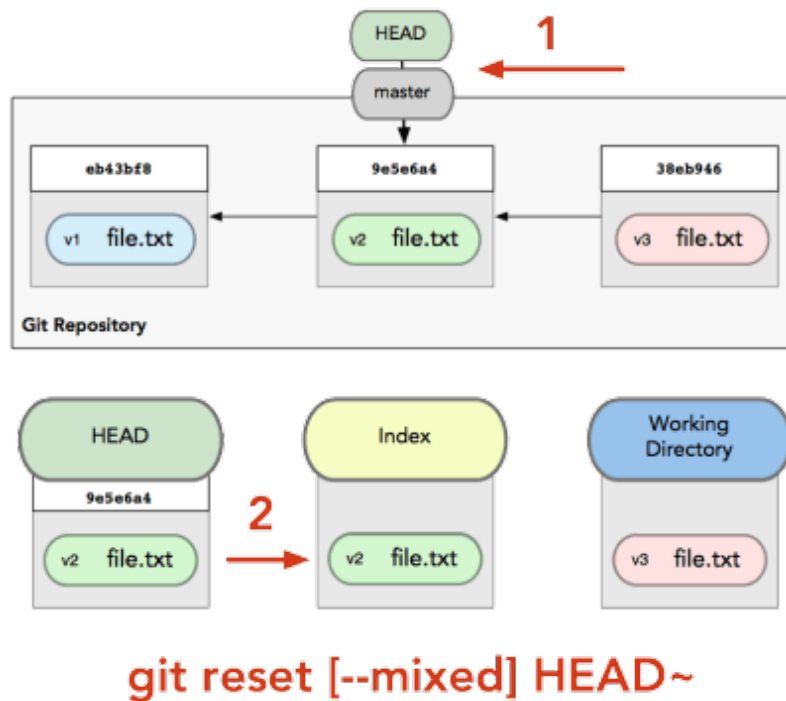 HEAD
1
master
eb43bf8
9e5e6a4
38eb946
v1 file.txt
v2 file.txt
v3 file.txt
Git Repository
HEAD
Index
Working
Directory
9e5e6a4
2
v2 file.txt
v2 file.txt
v3 file.txt
git reset [--mixed] HEAD~